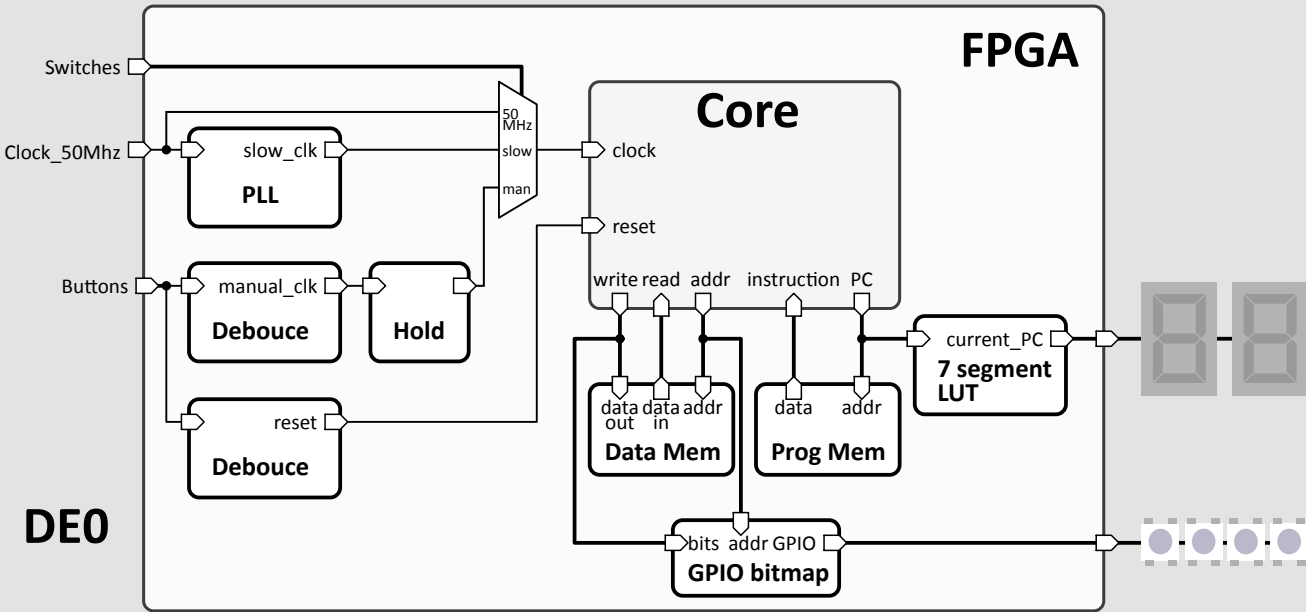 FPGA
Switches
Core
50
MHz
Clock_50Mhz
slow_clk
slow
clock
PLL
man
reset
Buttons
manual_clk
write read addr instruction PC
Debouce
Hold
current_PC
7 segment
LUT
data data addr
out in
data addr
reset
Data Mem
Prog Mem
Debouce
DE0
bits addr GPIO
GPIO bitmap